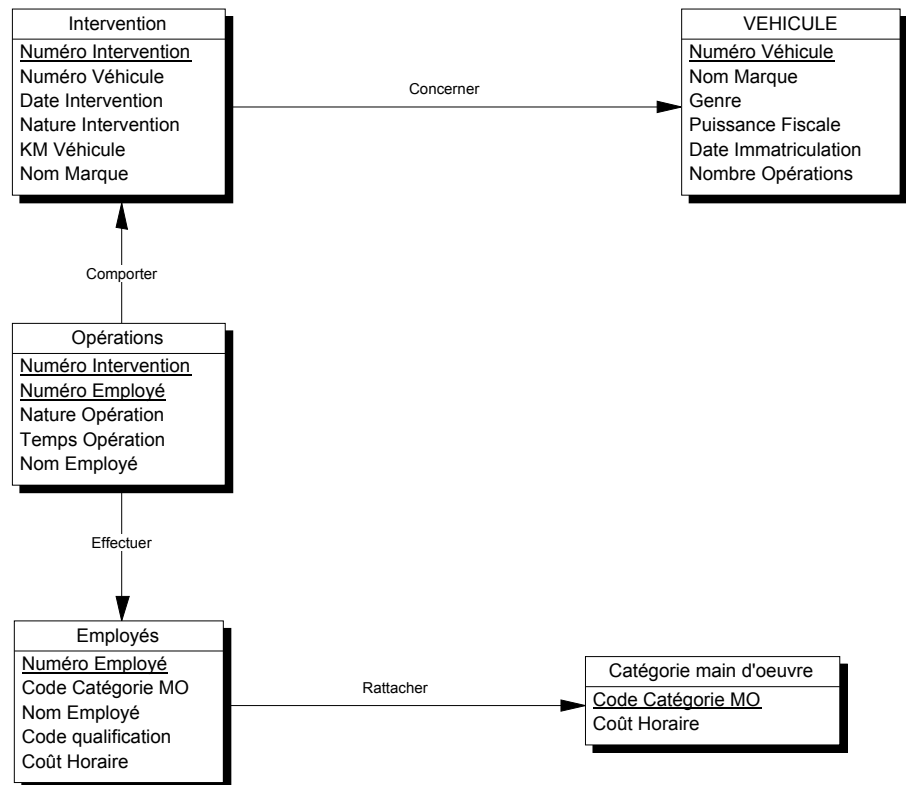 Intervention
Numéro Intervention
Numéro Véhicule
Date Intervention
Nature Intervention
KM Véhicule
Nom Marque
Concerner
VEHICULE
Numéro Véhicule
Nom Marque
Genre
Puissance Fiscale
Date Immatriculation
Nombre Opérations
Comporter
Opérations
Numéro Intervention
Numéro Employé
Nature Opération
Temps Opération
Nom Employé
Effectuer
Employés
Numéro Employé
Code Catégorie MO
Nom Employé
Code qualification
Coût Horaire
Rattacher
Catégorie main d'oeuvre
Code Catégorie MO
Coût Horaire